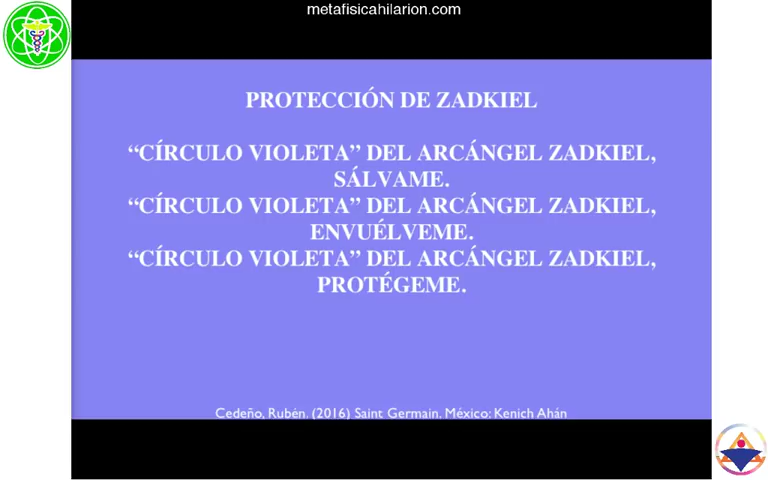 metafisicahilarion.com
PROTECCIÓN DE ZADKIEL
“CÍRCULO VIOLETA” DEL ARCÁNGEL ZADKIEL,
SÁLVAME.
“CÍRCULO VIOLETA” DEL ARCÁNGEL ZADKIEL,
ENVUÉLVEME.
“CÍRCULO VIOLETA” DEL ARCÁNGEL ZADKIEL,
PROTÉGEME.
Cedeño, Rubén. (2016) Saint Germain, México: Kenich Ahán